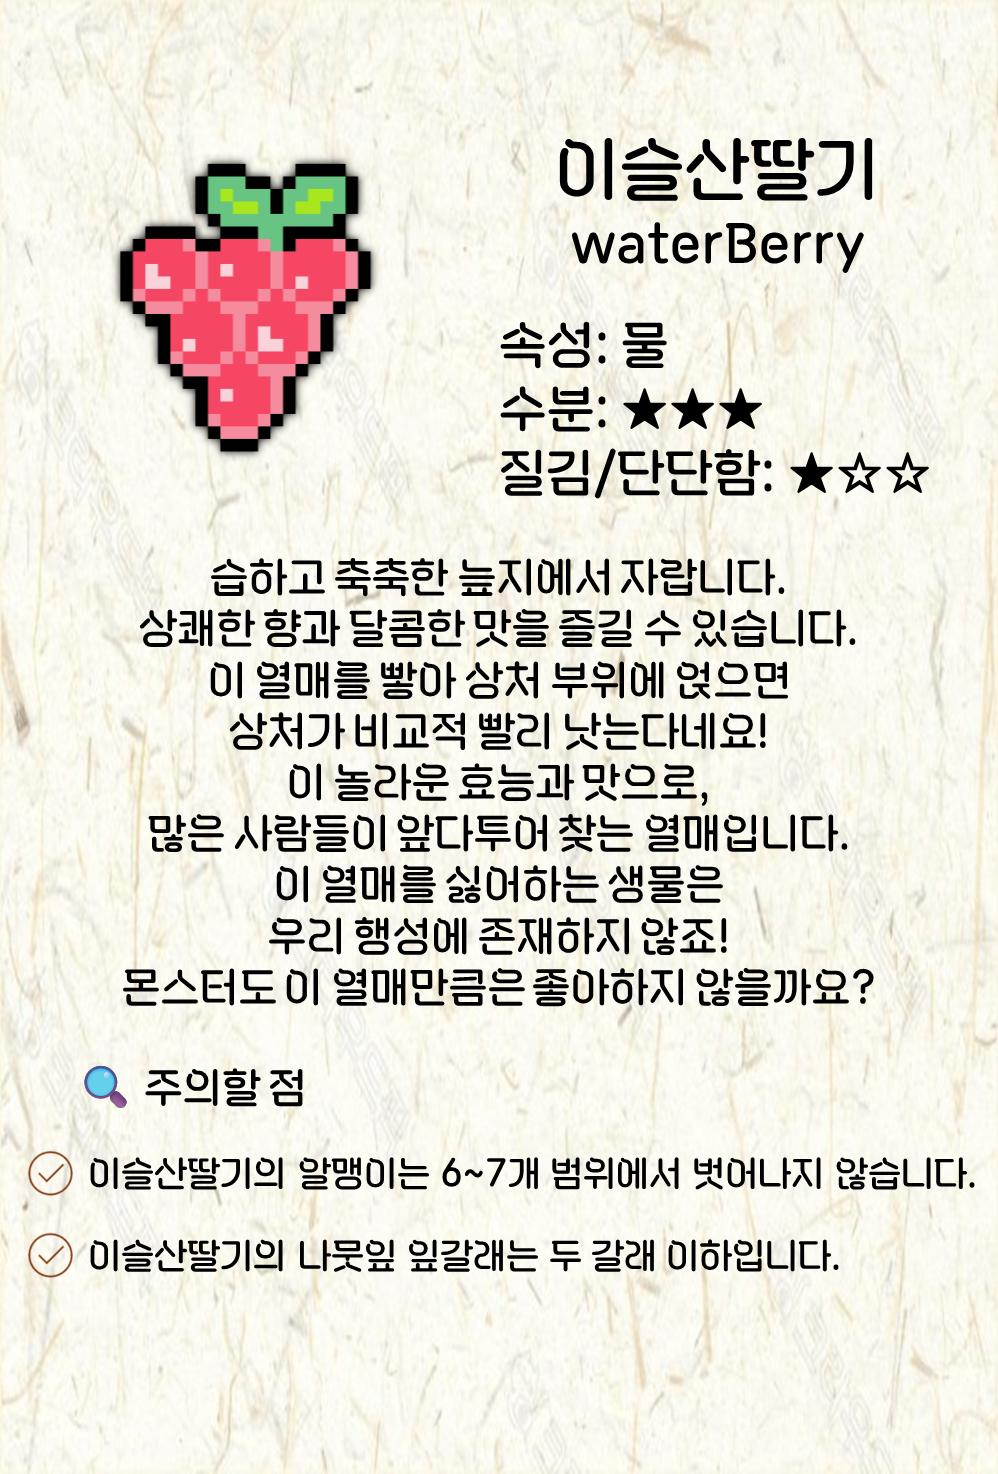 이슬산딸기
waterBerry
속성: 물
수분: ★★★
질김/단단함: ★☆☆
습하고 축축한 늪지에서 자랍니다.
상쾌한 향과 달콤한 맛을 즐길 수 있습니다.
이 열매를 빻아 상처 부위에 얹으면
상처가 비교적 빨리 낫는다네요!
이 놀라운 효능과 맛으로,
많은 사람들이 앞다투어 찾는 열매입니다.
이 열매를 싫어하는 생물은
우리 행성에 존재하지 않죠!
몬스터도 이 열매만큼은 좋아하지 않을까요?
주의할 점
이슬산딸기의 알맹이는 6~7개 범위에서 벗어나지 않습니다.
이슬산딸기의 나뭇잎 잎갈래는 두 갈래 이하입니다.